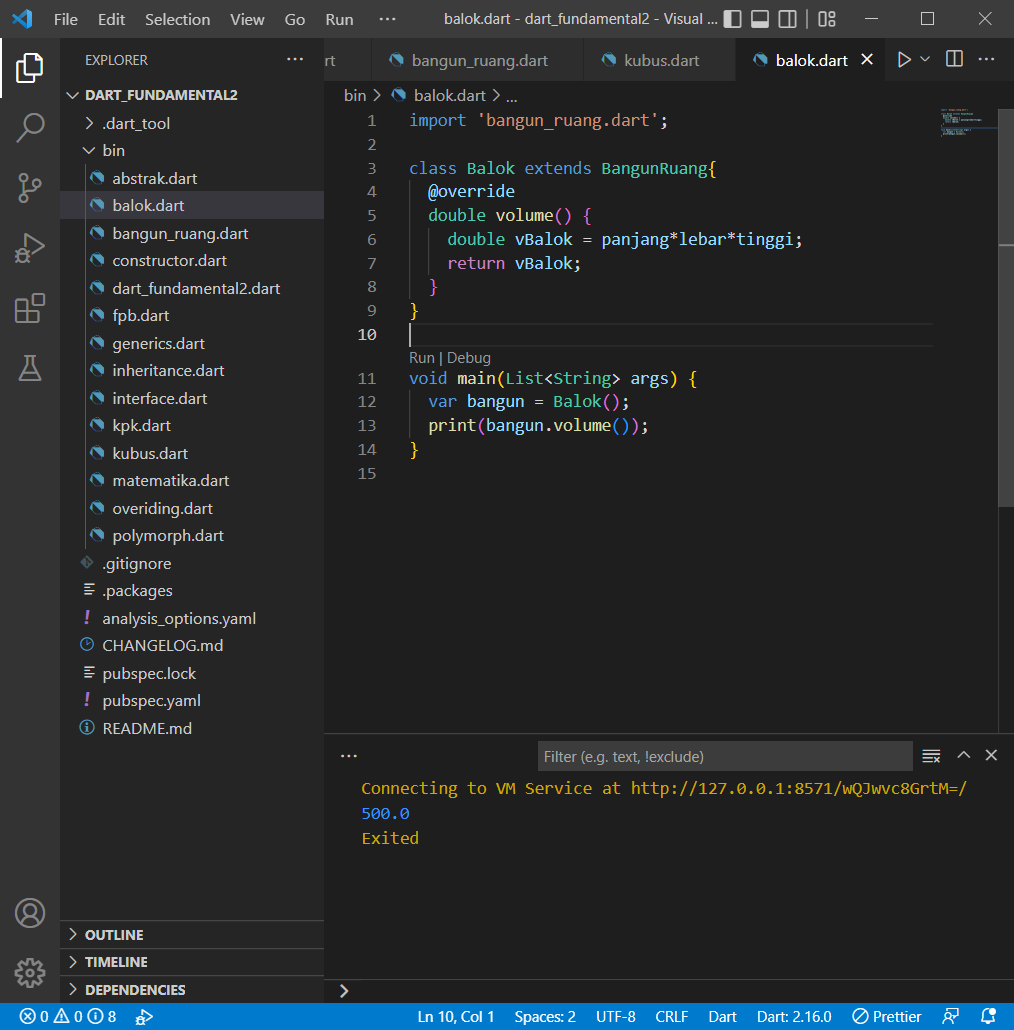 File Edit Selection View Go Run ··· balok.dart - dart_fundamental2 - Visual ...
EXPLORER ···
DART_FUNDAMENTAL2
.dart_tool
bin
abstrak.dart
balok.dart
bangun_ruang.dart
constructor.dart
dart_fundamental2.dart
fpb.dart
generics.dart
inheritance.dart
interface.dart
kpk.dart
kubus.dart
matematika.dart
overiding.dart
polymorph.dart
.gitignore
.packages
analysis_options.yaml
CHANGELOG.md
pubspec.lock
pubspec.yaml
README.md
OUTLINE
TIMELINE
DEPENDENCIES
rt bangun_ruang.dart kubus.dart balok.dart
bin > balok.dart > ...
1 import 'bangun_ruang.dart';
2
3 class Balok extends BangunRuang{
4 @override
5 double volume() {
6 double vBalok = panjang*lebar*tinggi;
7 return vBalok;
8 }
9 }
10
Run | Debug
11 void main(List<String> args) {
12 var bangun = Balok();
13 print(bangun.volume());
14 }
15
··· Filter (e.g. text, !exclude)
Connecting to VM Service at http://127.0.0.1:8571/wQJwvc8GrtM=/
500.0
Exited
>
0 0 8 Ln 10, Col 1 Spaces: 2 UTF-8 CRLF Dart Dart: 2.16.0 Prettier